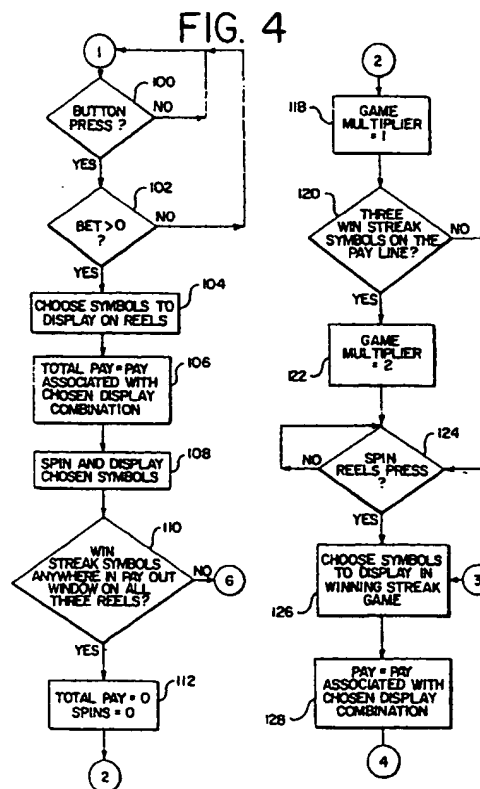 FIG. 4
1
100
BUTTON
PRESS ?
NO
YES
102
BET > 0
?
NO
YES
104
CHOOSE SYMBOLS TO
DISPLAY ON REELS
106
TOTAL PAY = PAY
ASSOCIATED WITH
CHOSEN DISPLAY
COMBINATION
108
SPIN AND DISPLAY
CHOSEN SYMBOLS
110
WIN
STREAK SYMBOLS
ANYWHERE IN PAY OUT
WINDOW ON ALL
THREE REELS?
NO
6
YES
112
TOTAL PAY = 0
SPINS = 0
2
2
118
GAME
MULTIPLIER
= 1
120
THREE
WIN STREAK
SYMBOLS ON THE
PAY LINE?
NO
YES
GAME
MULTIPLIER
= 2
122
124
SPIN
REELS PRESS
?
NO
YES
CHOOSE SYMBOLS
TO DISPLAY IN
WINNING STREAK
GAME
3
126
PAY = PAY
ASSOCIATED WITH
CHOSEN DISPLAY
COMBINATION
128
4